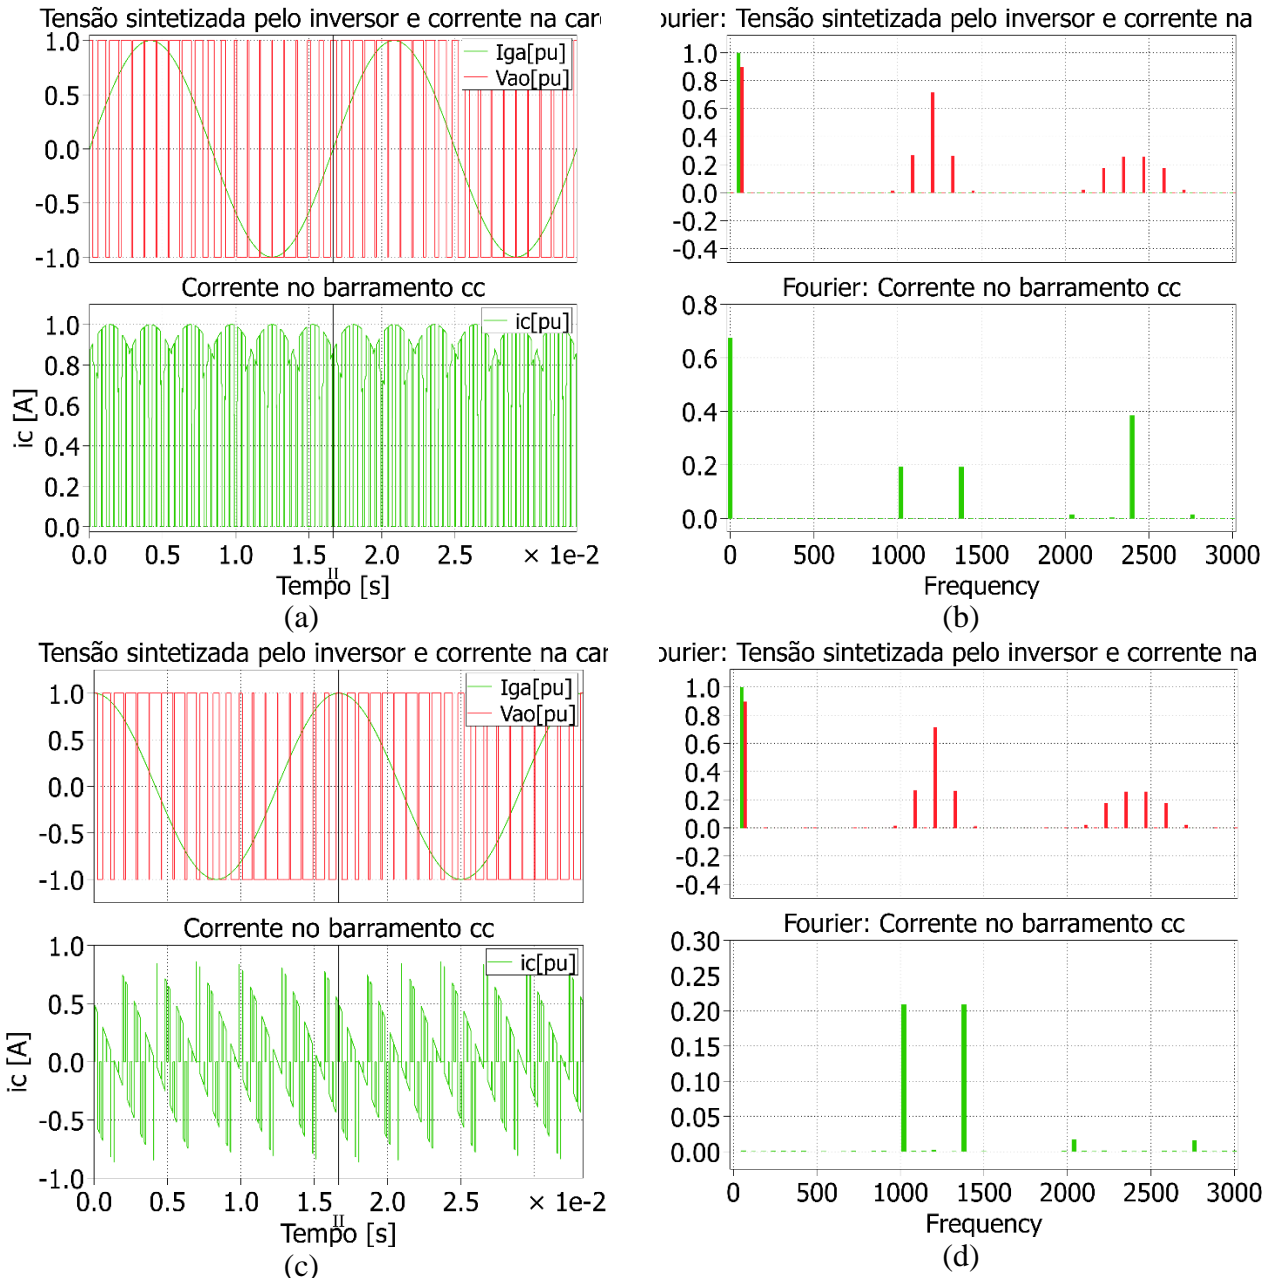 Tensão sintetizada pelo inversor e corrente na car
1.0
0.5
0.0
-0.5
-1.0
Iga[pu]
Vao[pu]
Corrente no barramento cc
1.0
0.8
0.6
0.4
0.2
0.0
ic [A]
ic[pu]
0.0 0.5 1.0 1.5 2.0 2.5 × 1e-2
II
Tempo [s]
(a)
ourier: Tensão sintetizada pelo inversor e corrente na
1.0
0.8
0.6
0.4
0.2
0.0
-0.2
-0.4
Fourier: Corrente no barramento cc
0.8
0.6
0.4
0.2
0.0
0 500 1000 1500 2000 2500 3000
Frequency
(b)
Tensão sintetizada pelo inversor e corrente na car
1.0
0.5
0.0
-0.5
-1.0
Iga[pu]
Vao[pu]
Corrente no barramento cc
1.0
0.5
0.0
-0.5
-1.0
ic [A]
ic[pu]
0.0 0.5 1.0 1.5 2.0 2.5 × 1e-2
II
Tempo [s]
(c)
ourier: Tensão sintetizada pelo inversor e corrente na
1.0
0.8
0.6
0.4
0.2
0.0
-0.2
-0.4
Fourier: Corrente no barramento cc
0.30
0.25
0.20
0.15
0.10
0.05
0.00
0 500 1000 1500 2000 2500 3000
Frequency
(d)